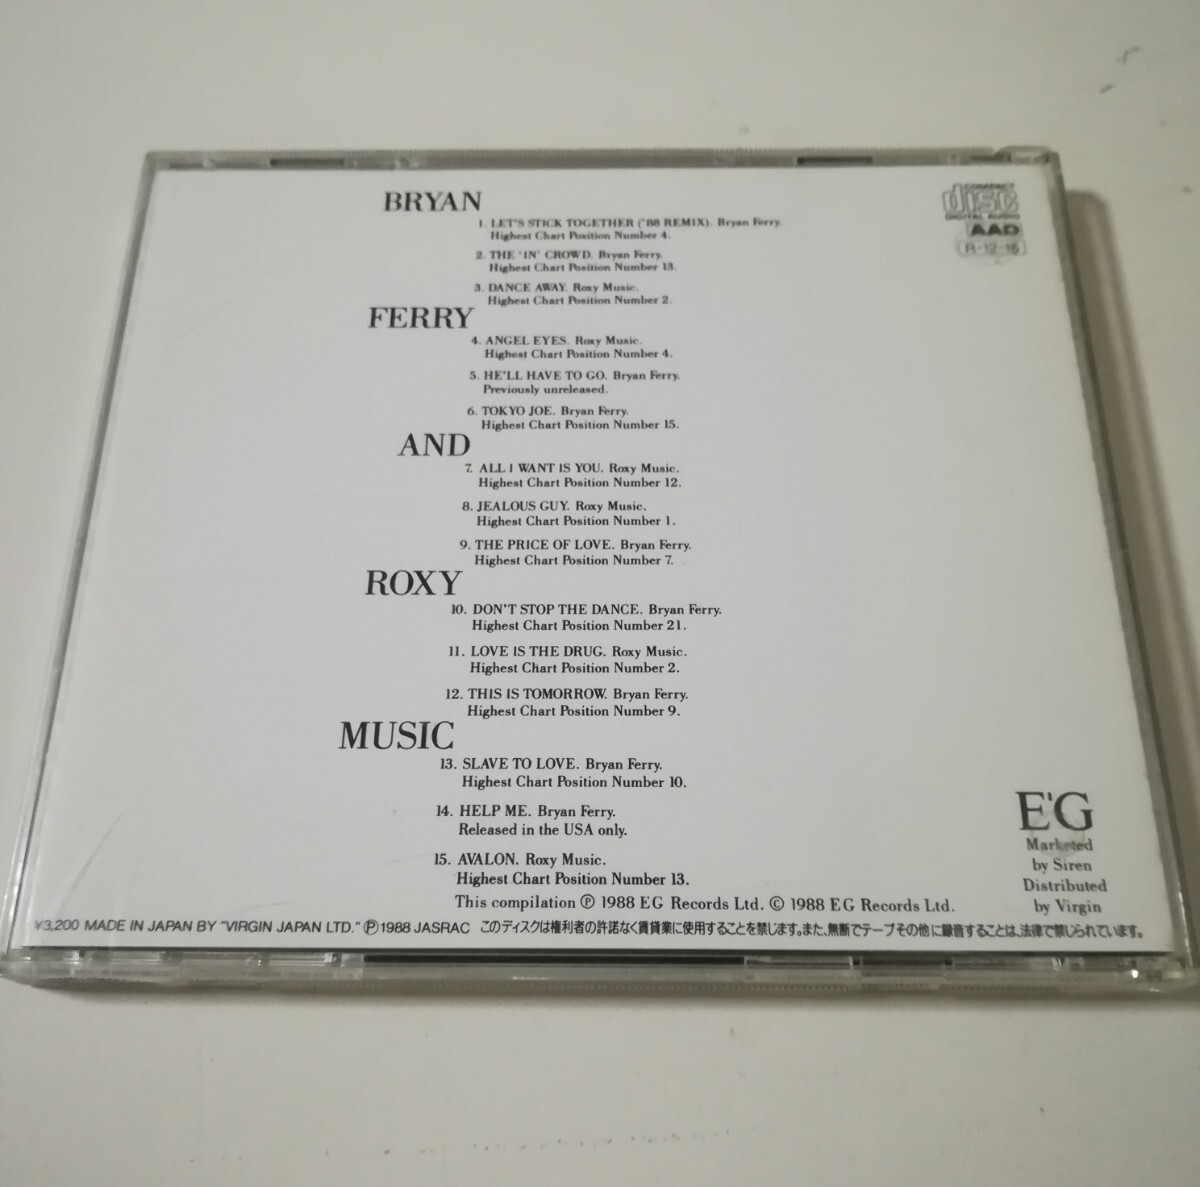 BRYAN
1. LET'S STICK TOGETHER ('88 REMIX). Bryan Ferry.
Highest Chart Position Number 4.
2. THE 'IN' CROWD. Bryan Ferry.
Highest Chart Position Number 13.
3. DANCE AWAY. Roxy Music.
Highest Chart Position Number 2.
FERRY
4. ANGEL EYES. Roxy Music.
Highest Chart Position Number 4.
5. HE'LL HAVE TO GO. Bryan Ferry.
Previously unreleased.
6. TOKYO JOE. Bryan Ferry.
Highest Chart Position Number 15.
AND
7. ALL I WANT IS YOU. Roxy Music.
Highest Chart Position Number 12.
8. JEALOUS GUY. Roxy Music.
Highest Chart Position Number 1.
9. THE PRICE OF LOVE. Bryan Ferry.
Highest Chart Position Number 7.
ROXY
10. DON'T STOP THE DANCE. Bryan Ferry.
Highest Chart Position Number 21.
11. LOVE IS THE DRUG. Roxy Music.
Highest Chart Position Number 2.
12. THIS IS TOMORROW. Bryan Ferry.
Highest Chart Position Number 9.
MUSIC
13. SLAVE TO LOVE. Bryan Ferry.
Highest Chart Position Number 10.
14. HELP ME. Bryan Ferry.
Released in the USA only.
15. AVALON. Roxy Music.
Highest Chart Position Number 13.
This compilation Ⓟ 1988 EG Records Ltd. © 1988 EG Records Ltd.
COMPACT
disc
DIGITAL AUDIO
AAD
R-12-16
E'G
Marketed
by Siren
Distributed
by Virgin
¥3,200 MADE IN JAPAN BY "VIRGIN JAPAN LTD." Ⓟ1988 JASRAC このディスクは権利者の許諾なく賃貸業に使用することを禁じます。また、無断でテープその他に録音することは、法律で禁じられています。